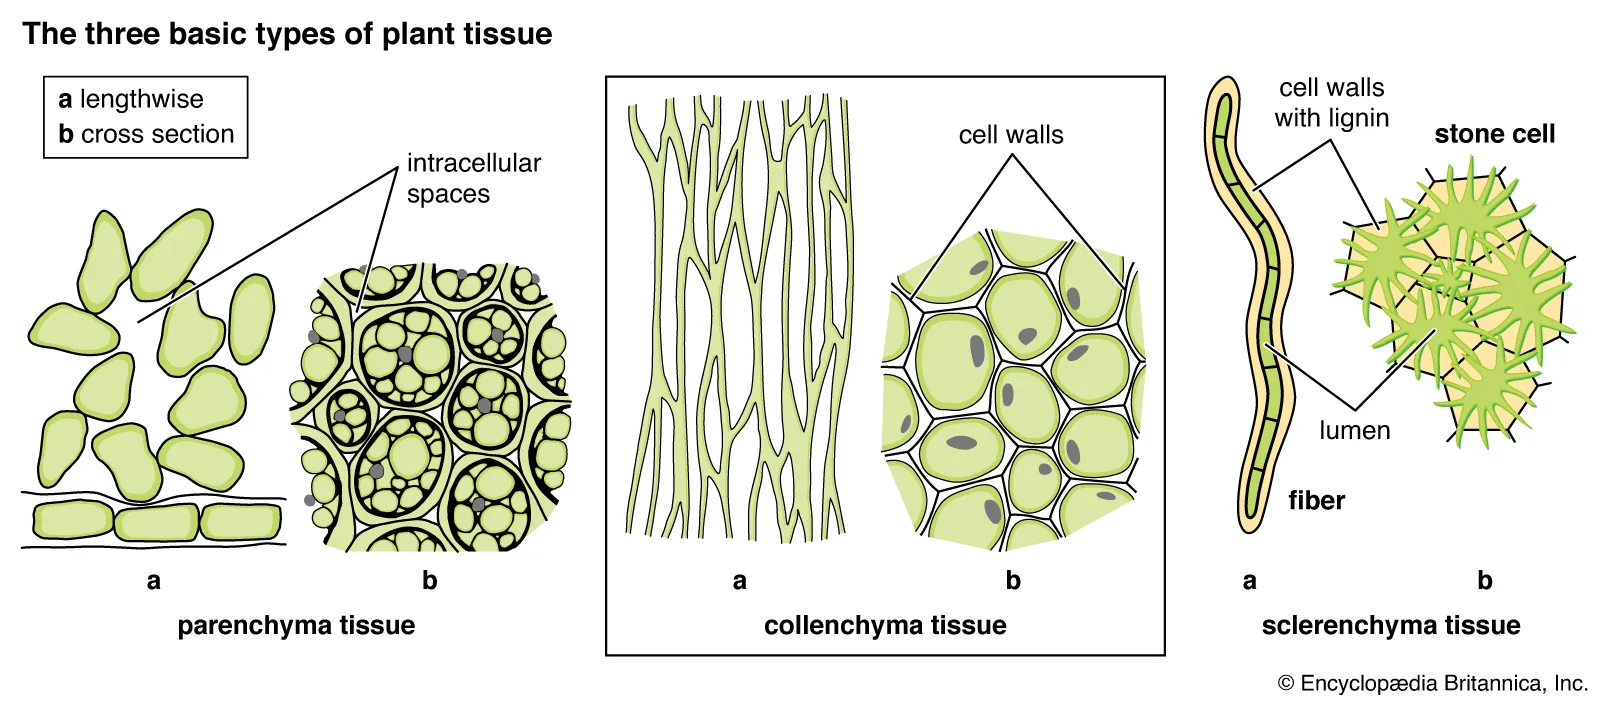 The three basic types of plant tissue
a lengthwise
b cross section
intracellular
spaces
a
b
parenchyma tissue
cell walls
a
b
collenchyma tissue
cell walls
with lignin
stone cell
lumen
fiber
a
b
sclerenchyma tissue
© Encyclopædia Britannica, Inc.